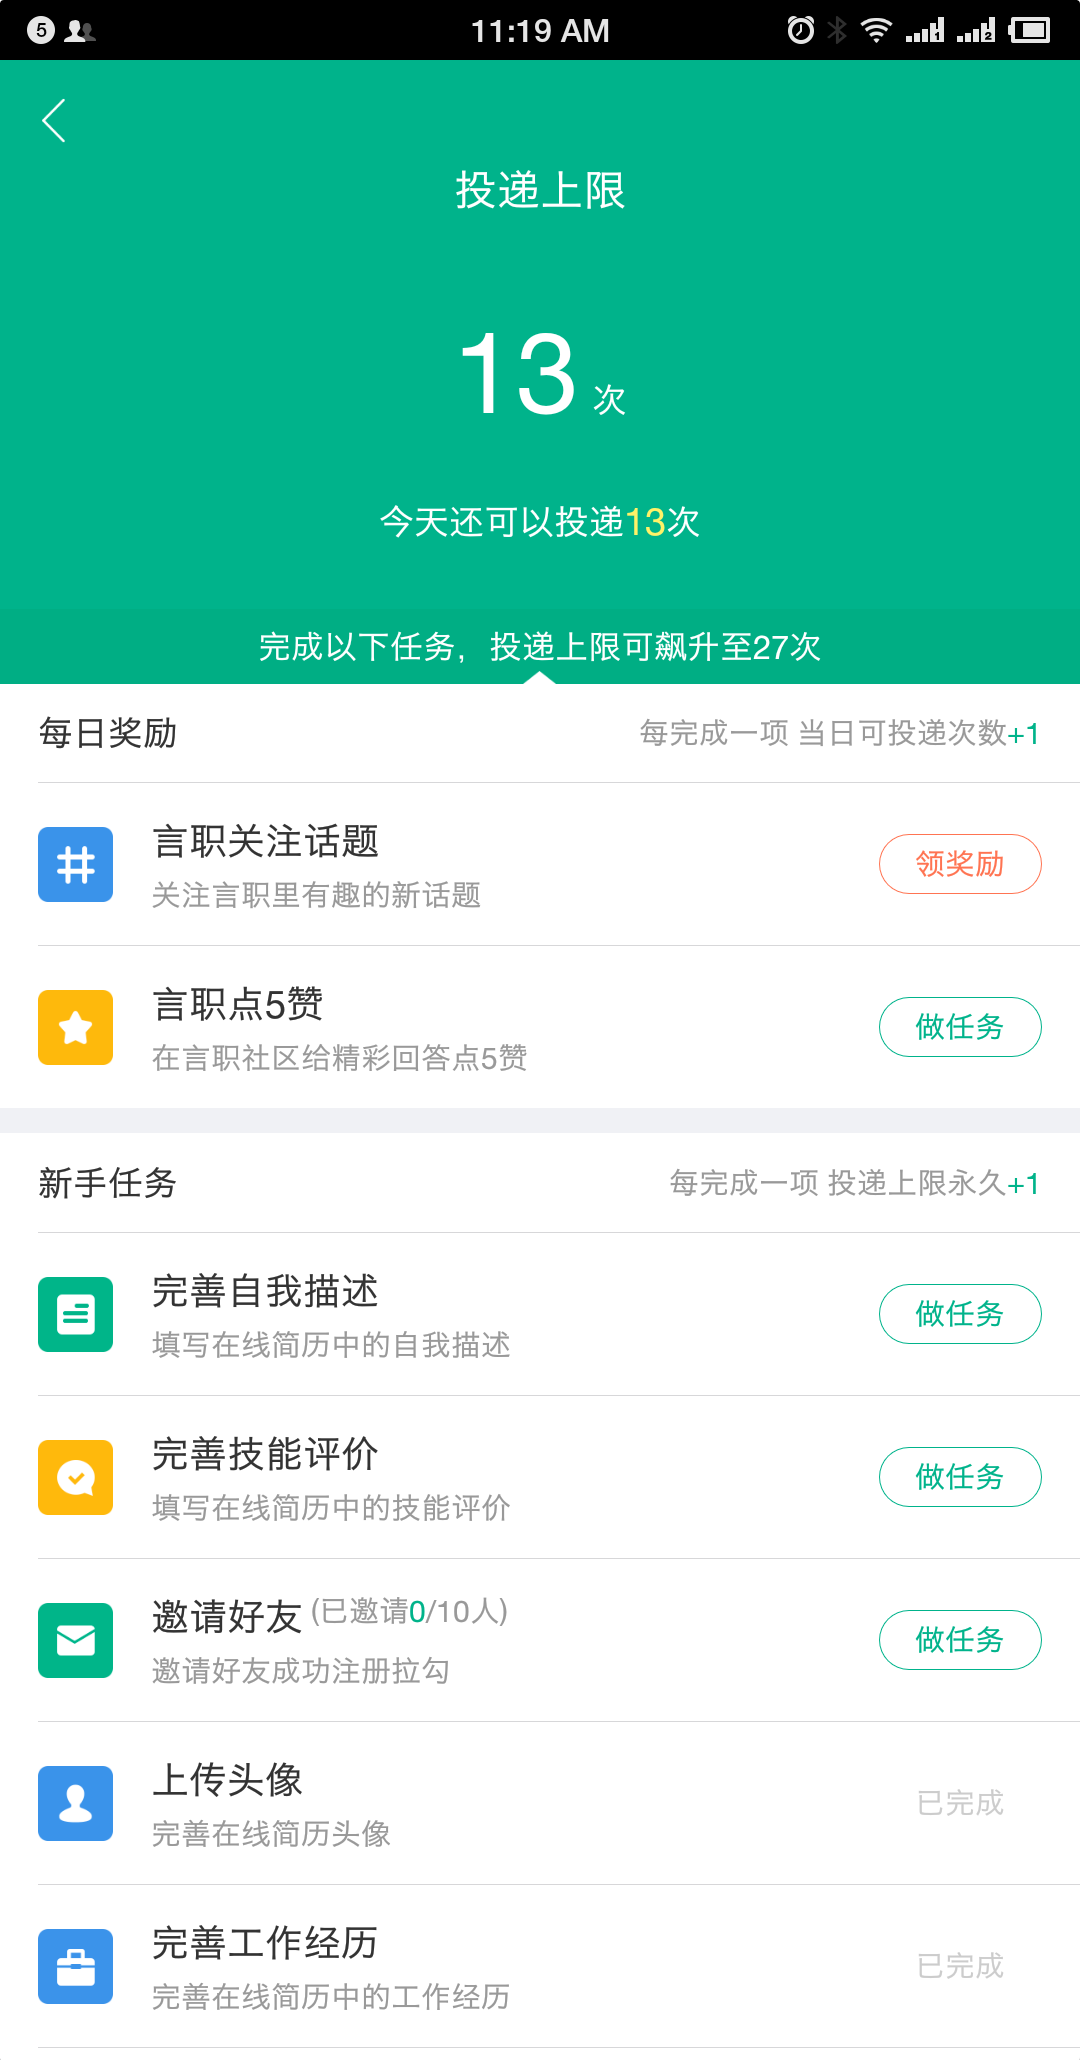 5
11:19 AM
1
2
投递上限
13 次
今天还可以投递13次
完成以下任务，投递上限可飙升至27次
每日奖励
每完成一项 当日可投递次数+1
言职关注话题
关注言职里有趣的新话题
领奖励
言职点5赞
在言职社区给精彩回答点5赞
做任务
新手任务
每完成一项 投递上限永久+1
完善自我描述
填写在线简历中的自我描述
做任务
完善技能评价
填写在线简历中的技能评价
做任务
邀请好友 (已邀请0/10人)
邀请好友成功注册拉勾
做任务
上传头像
完善在线简历头像
已完成
完善工作经历
完善在线简历中的工作经历
已完成